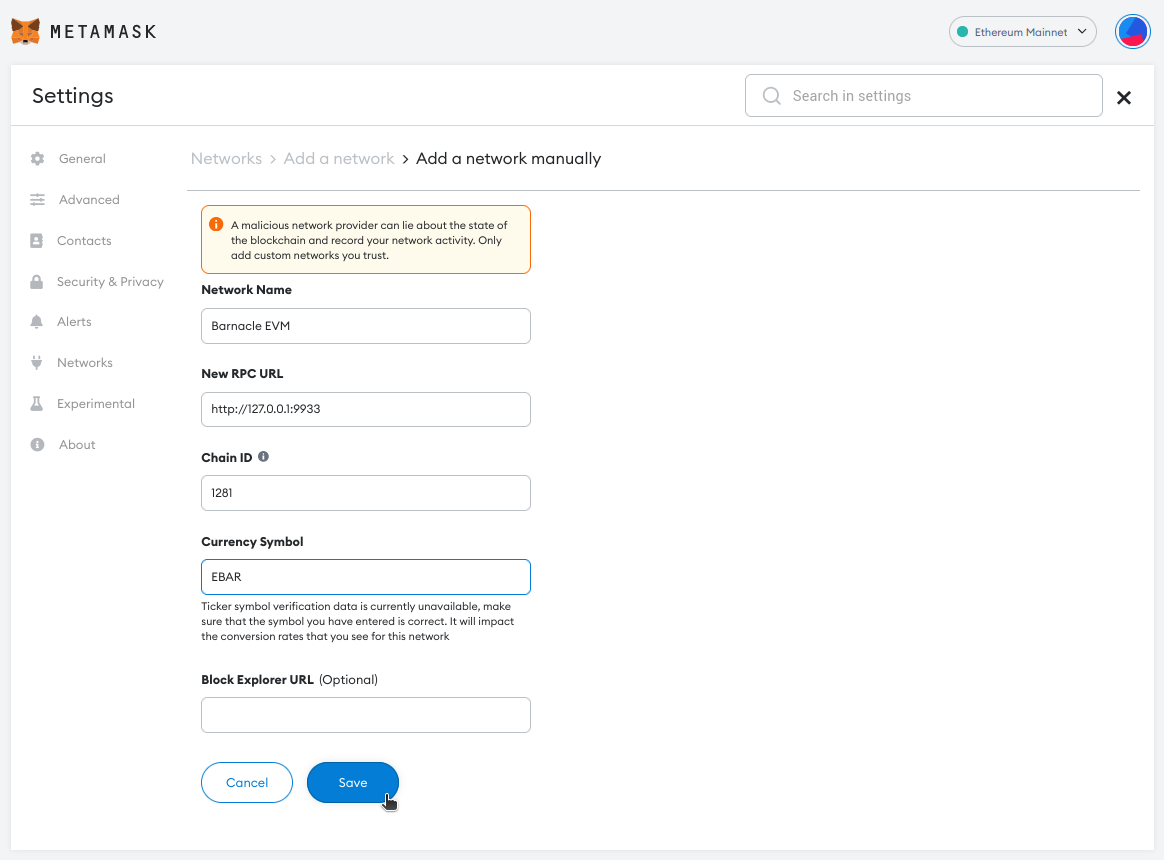 METAMASK
Ethereum Mainnet
Settings
Search in settings
General
Advanced
Contacts
Security & Privacy
Alerts
Networks
Experimental
About
Networks > Add a network > Add a network manually
A malicious network provider can lie about the state of
the blockchain and record your network activity. Only
add custom networks you trust.
Network Name
Barnacle EVM
New RPC URL
http://127.0.0.1:9933
Chain ID
1281
Currency Symbol
EBAR
Ticker symbol verification data is currently unavailable, make
sure that the symbol you have entered is correct. It will impact
the conversion rates that you see for this network
Block Explorer URL (Optional)
Cancel
Save